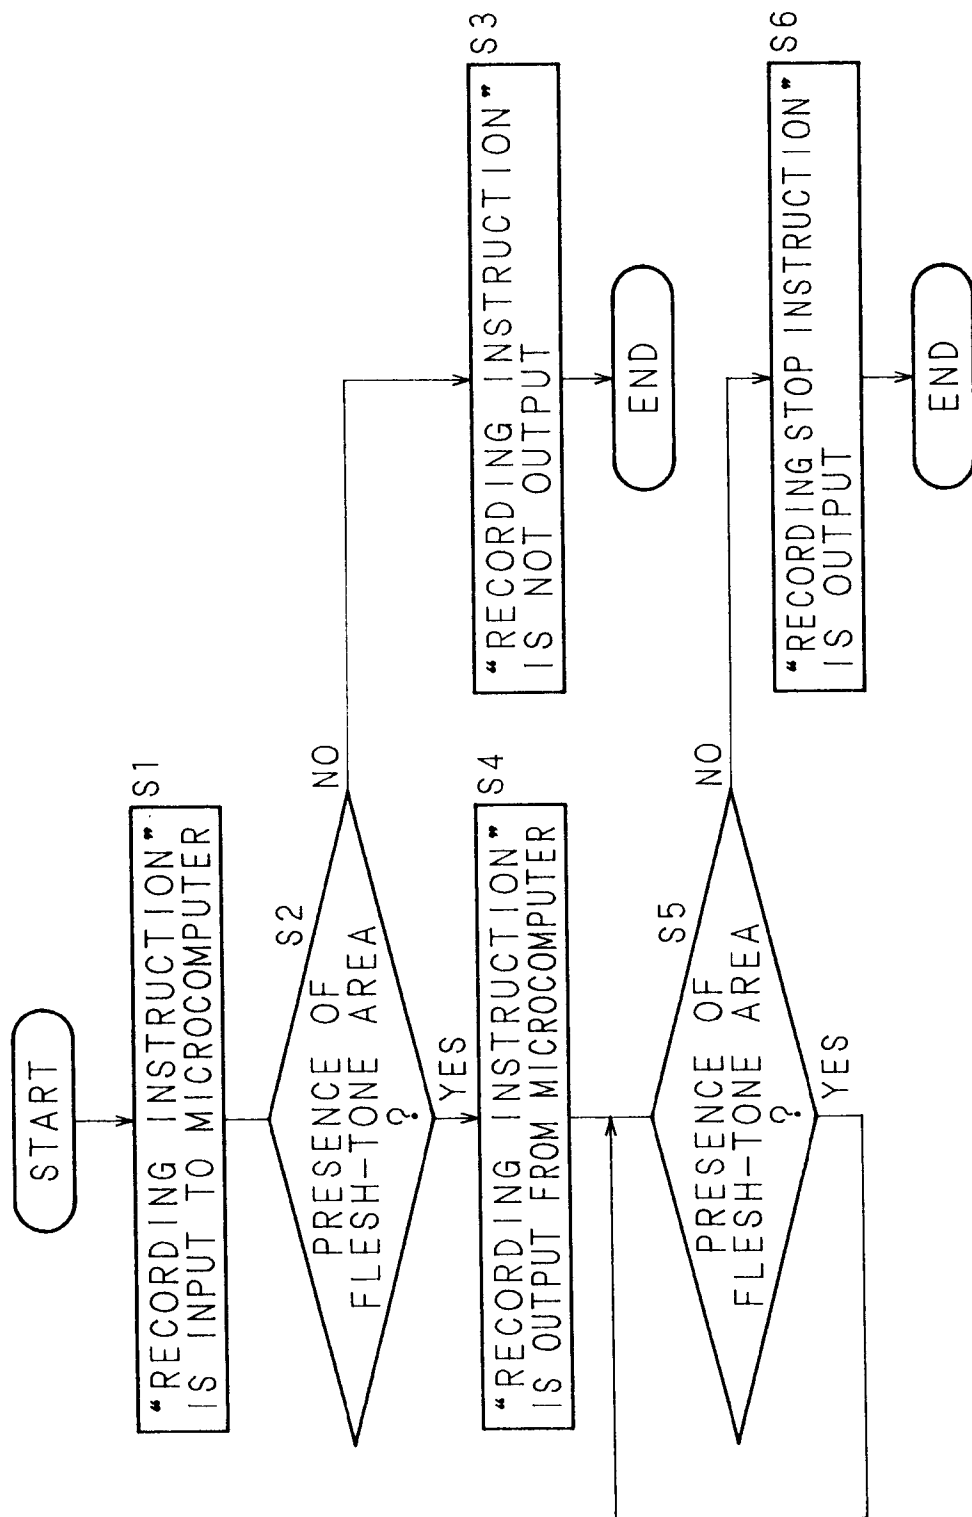 START
S1
“RECORDING INSTRUCTION”
IS INPUT TO MICROCOMPUTER
S2
PRESENCE OF
FLESH-TONE AREA
?
NO
YES
S3
“RECORDING INSTRUCTION”
IS NOT OUTPUT
END
S4
“RECORDING INSTRUCTION”
IS OUTPUT FROM MICROCOMPUTER
S5
PRESENCE OF
FLESH-TONE AREA
?
NO
YES
S6
“RECORDING STOP INSTRUCTION”
IS OUTPUT
END